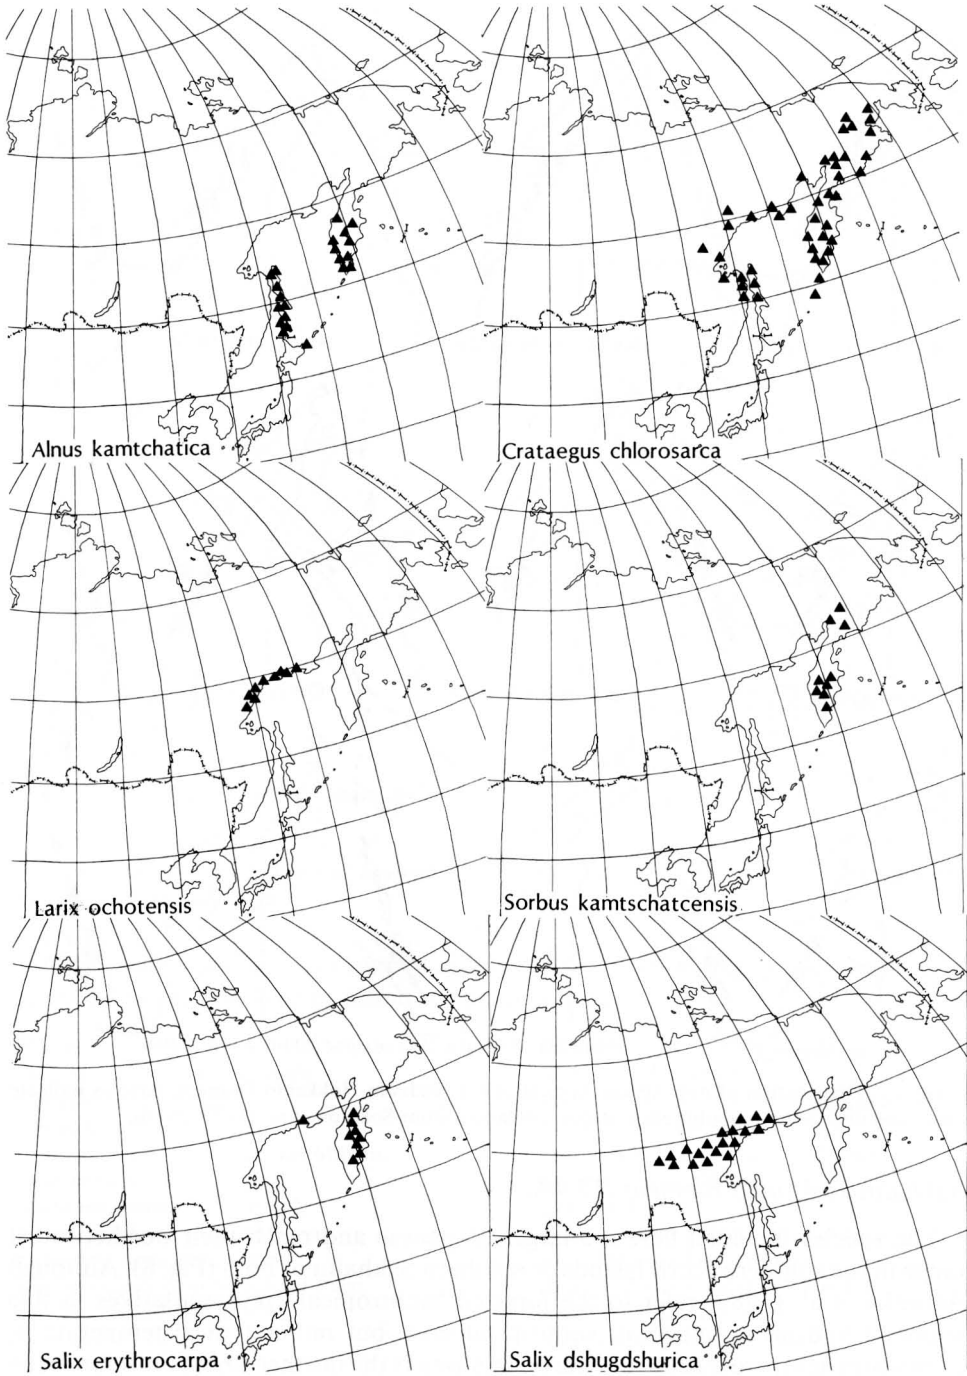 Alnus kamtchatica
Crataegus chlorosarca
Larix ochotensis
Sorbus kamtschatcensis
Salix erythrocarpa
Salix dshugdshurica